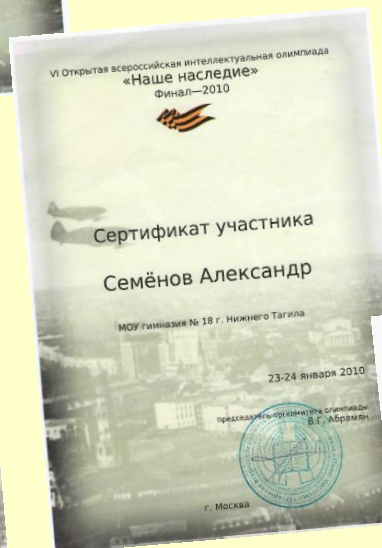 VI Открытая всероссийская интеллектуальная олимпиада
«Наше наследие»
Финал—2010
Сертификат участника
Семёнов Александр
МОУ гимназия № 18 г. Нижнего Тагила
23-24 января 2010
председатель оргкомитета олимпиады
В.Г. Абрамян
г. Москва